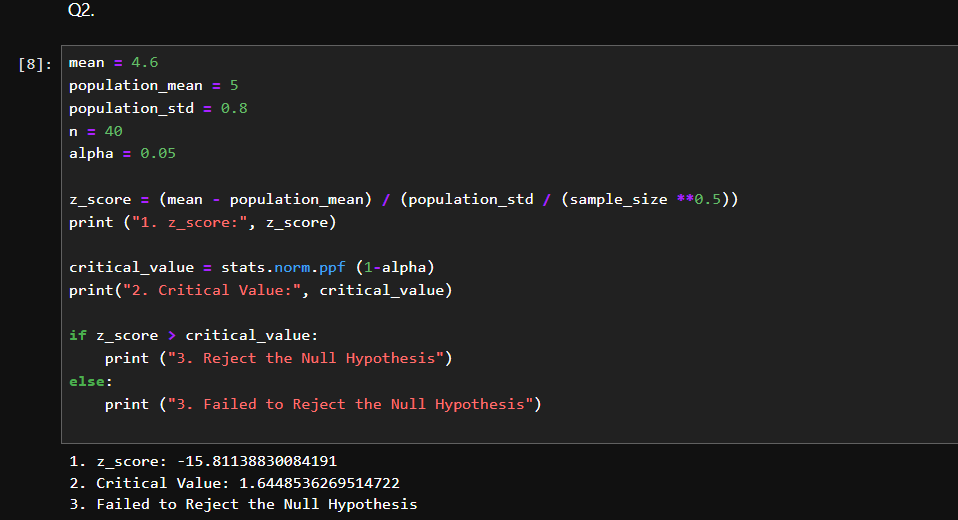 Q2.
[8]:
mean = 4.6
population_mean = 5
population_std = 0.8
n = 40
alpha = 0.05
z_score = (mean - population_mean) / (population_std / (sample_size **0.5))
print ("1. z_score:", z_score)
critical_value = stats.norm.ppf (1-alpha)
print("2. Critical Value:", critical_value)
if z_score > critical_value:
    print ("3. Reject the Null Hypothesis")
else:
    print ("3. Failed to Reject the Null Hypothesis")
1. z_score: -15.81138830084191
2. Critical Value: 1.6448536269514722
3. Failed to Reject the Null Hypothesis